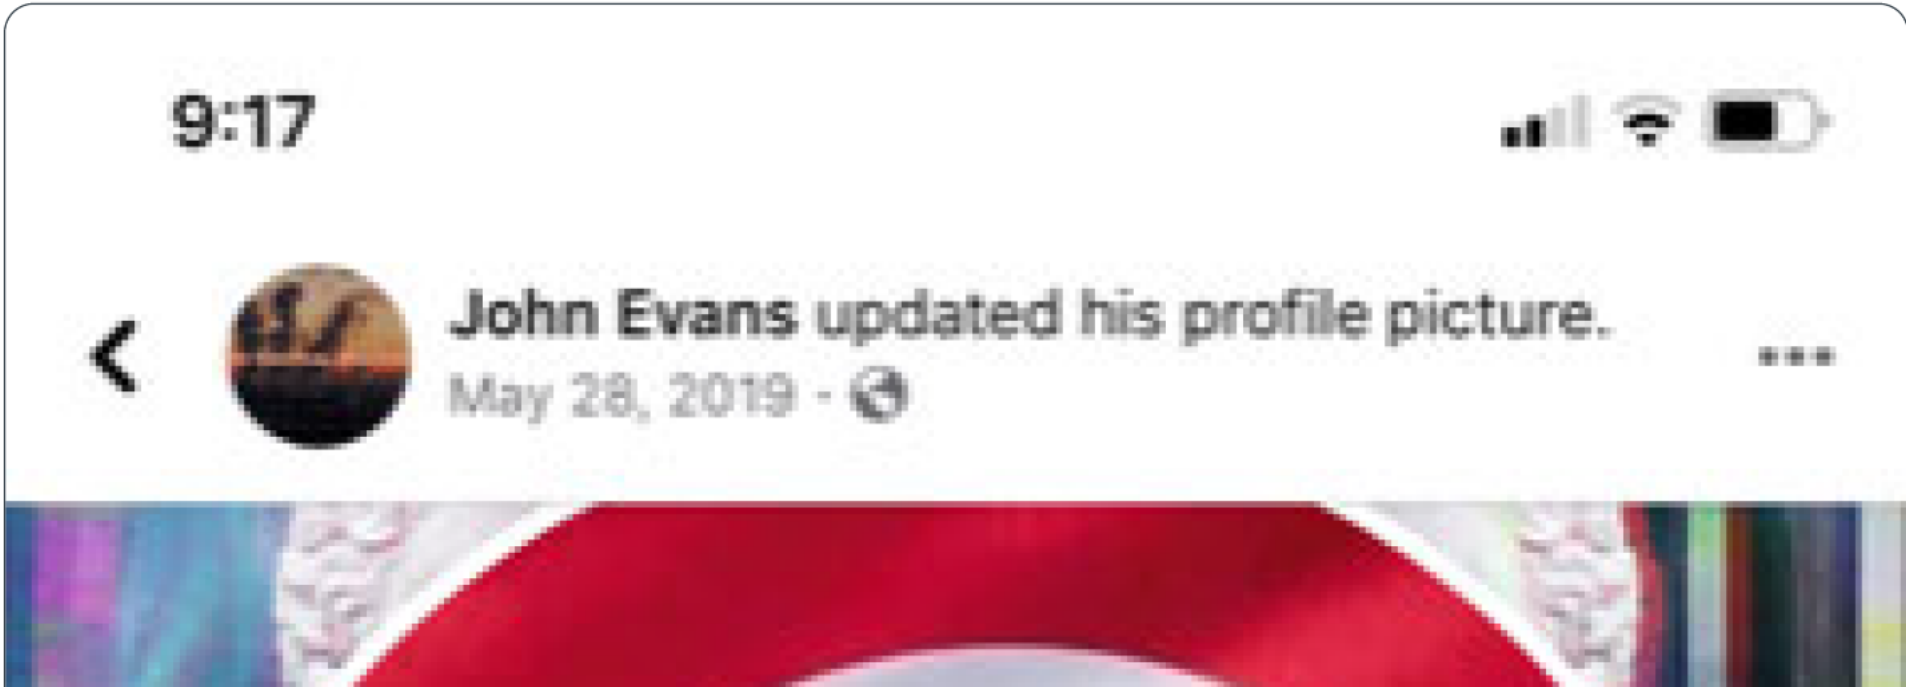 9:17
John Evans updated his profile picture.
May 28, 2019 ·